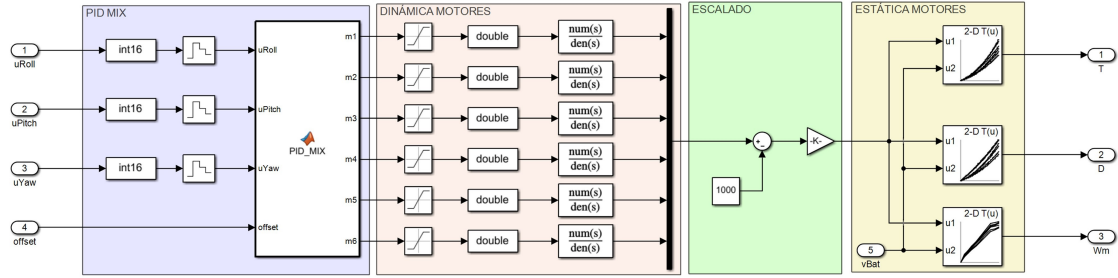 PID MIX
DINÁMICA MOTORES
ESCALADO
ESTÁTICA MOTORES
1
uRoll
int16
uRoll
2
uPitch
int16
uPitch
3
uYaw
int16
uYaw
4
offset
offset
PID_MIX
m1
double
num(s)
den(s)
m2
double
num(s)
den(s)
m3
double
num(s)
den(s)
m4
double
num(s)
den(s)
m5
double
num(s)
den(s)
m6
double
num(s)
den(s)
+
−
1000
-K-
2-D T(u)
u1
u2
1
T
2-D T(u)
u1
u2
2
D
2-D T(u)
u1
u2
3
Wm
5
vBat